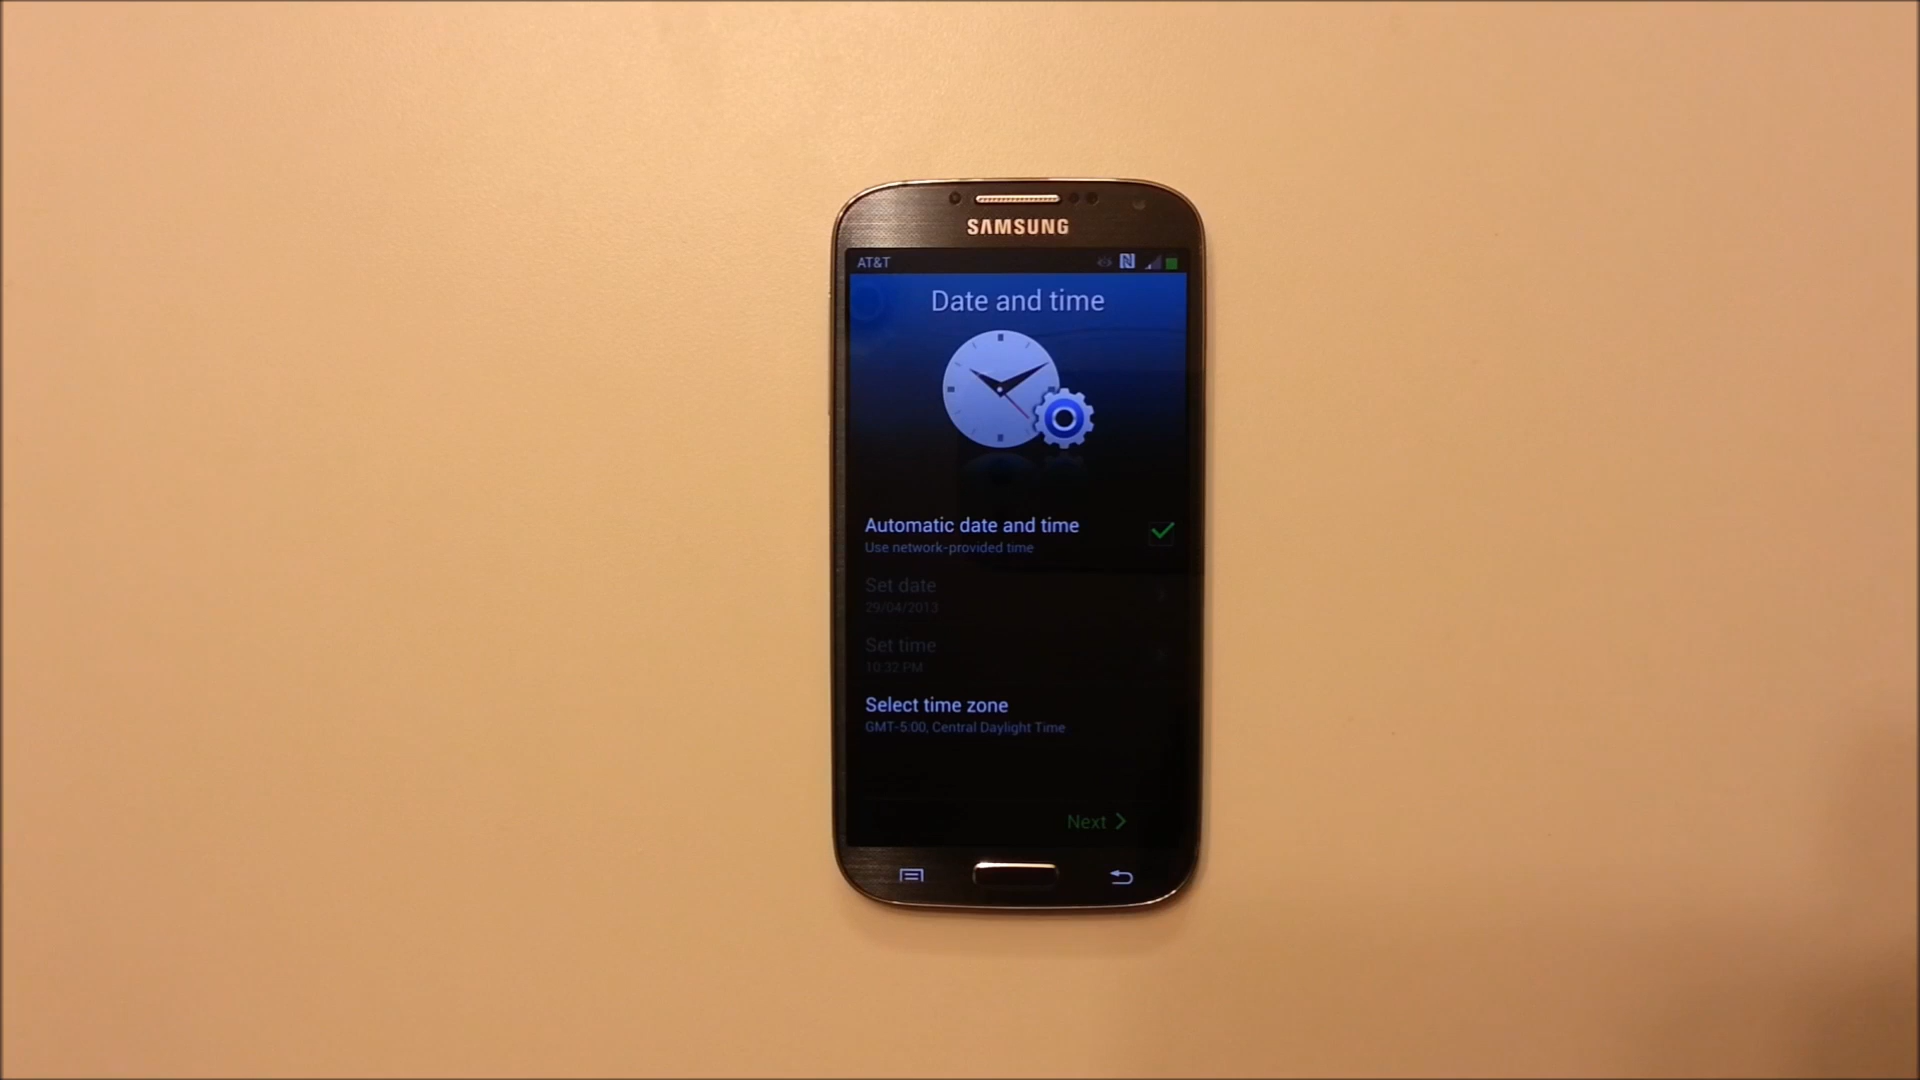 SAMSUNG
AT&T
Date and time
Automatic date and time
Use network-provided time
Set date
29/04/2013
Set time
10:32 PM
Select time zone
GMT-5:00, Central Daylight Time
Next